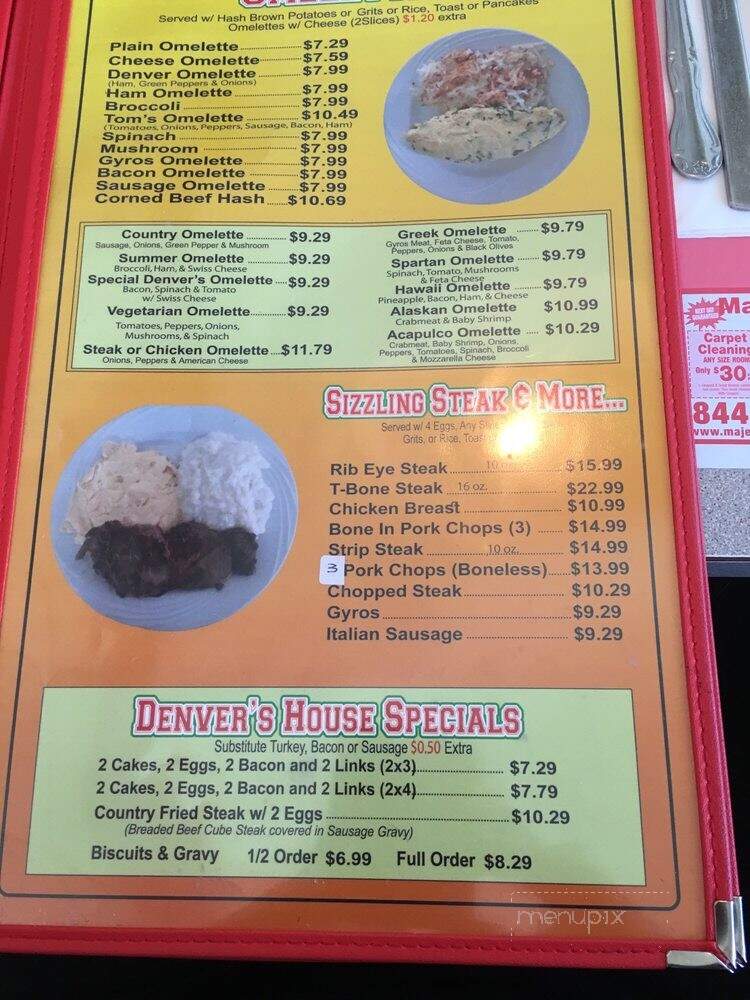 Served w/ Hash Brown Potatoes or Grits or Rice, Toast or Pancakes
Omelettes w/ Cheese (2Slices) $1.20 extra
Plain Omelette $7.29
Cheese Omelette $7.59
Denver Omelette $7.99
(Ham, Green Peppers & Onions)
Ham Omelette $7.99
Broccoli $7.99
Tom's Omelette $10.49
(Tomatoes, Onions, Peppers, Sausage, Bacon, Ham)
Spinach $7.99
Mushroom $7.99
Gyros Omelette $7.99
Bacon Omelette $7.99
Sausage Omelette $7.99
Corned Beef Hash $10.69
Country Omelette $9.29
Sausage, Onions, Green Pepper & Mushroom
Summer Omelette $9.29
Broccoli, Ham, & Swiss Cheese
Special Denver's Omelette $9.29
Bacon, Spinach & Tomato
w/ Swiss Cheese
Vegetarian Omelette $9.29
Tomatoes, Peppers, Onions,
Mushrooms, & Spinach
Steak or Chicken Omelette $11.79
Onions, Peppers & American Cheese
Greek Omelette $9.79
Gyros Meat, Feta Cheese, Tomato,
Peppers, Onions & Black Olives
Spartan Omelette $9.79
Spinach, Tomato, Mushrooms
& Feta Cheese
Hawaii Omelette $9.79
Pineapple, Bacon, Ham, & Cheese
Alaskan Omelette $10.99
Crabmeat & Baby Shrimp
Acapulco Omelette $10.29
Crabmeat, Baby Shrimp, Onions,
Peppers, Tomatoes, Spinach, Broccoli
& Mozzarella Cheese
SIZZLING STEAK & MORE...
Served w/ 4 Eggs, Any
Grits, or Rice,
Rib Eye Steak 10 $15.99
T-Bone Steak 16 oz. $22.99
Chicken Breast $10.99
Bone In Pork Chops (3) $14.99
Strip Steak 10 oz. $14.99
3 Pork Chops (Boneless) $13.99
Chopped Steak $10.29
Gyros $9.29
Italian Sausage $9.29
DENVER'S HOUSE SPECIALS
Substitute Turkey, Bacon or Sausage $0.50 Extra
2 Cakes, 2 Eggs, 2 Bacon and 2 Links (2x3) $7.29
2 Cakes, 2 Eggs, 2 Bacon and 2 Links (2x4) $7.79
Country Fried Steak w/ 2 Eggs $10.29
(Breaded Beef Cube Steak covered in Sausage Gravy)
Biscuits & Gravy 1/2 Order $6.99 Full Order $8.29
menupix
Ma
Carpet
Cleaning
ANY SIZE ROOM
Only $30
844
www.maje